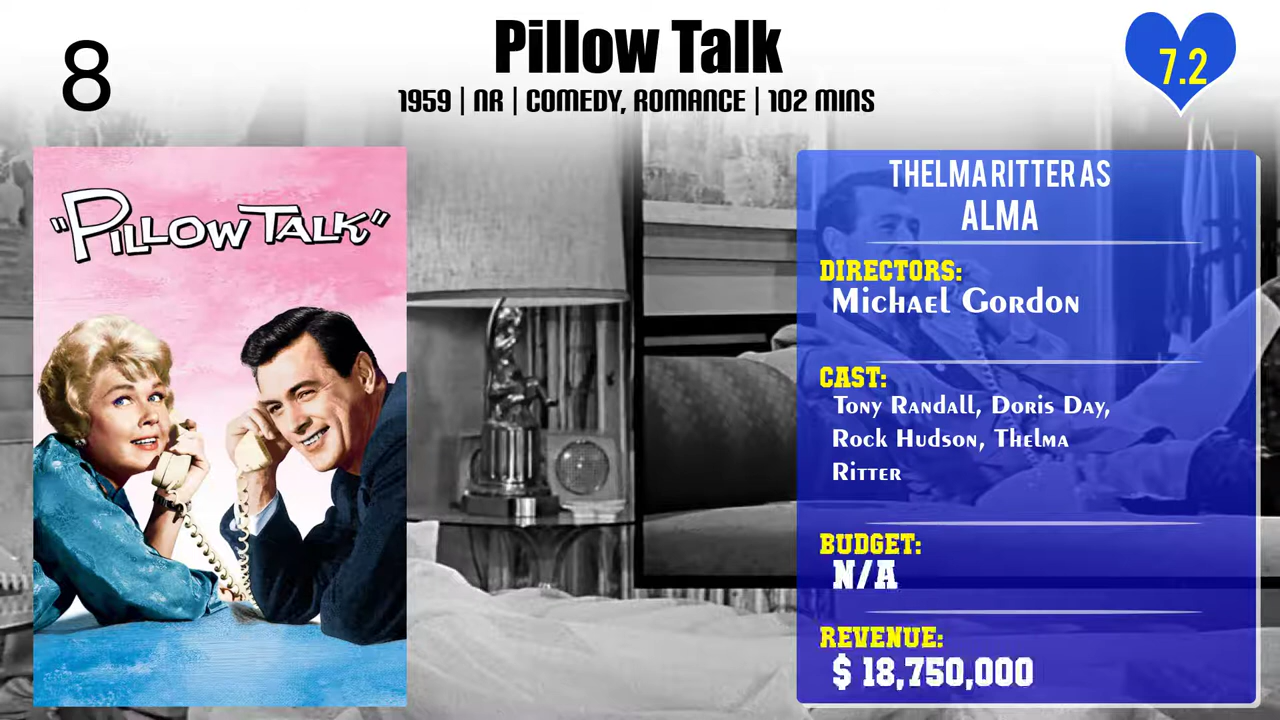 8
Pillow Talk
1959 | NR | COMEDY, ROMANCE | 102 MINS
7.2
"PILLOW TALK"
THELMA RITTER AS
ALMA
DIRECTORS:
Michael Gordon
CAST:
Tony Randall, Doris Day,
Rock Hudson, Thelma
Ritter
BUDGET:
N/A
REVENUE:
$ 18,750,000